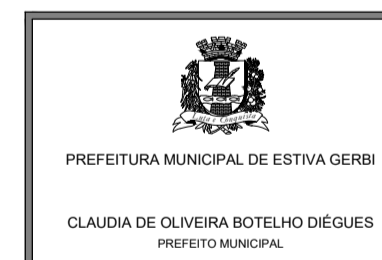 Luta e Conquista
PREFEITURA MUNICIPAL DE ESTIVA GERBI
CLAUDIA DE OLIVEIRA BOTELHO DIÉGUES
PREFEITO MUNICIPAL